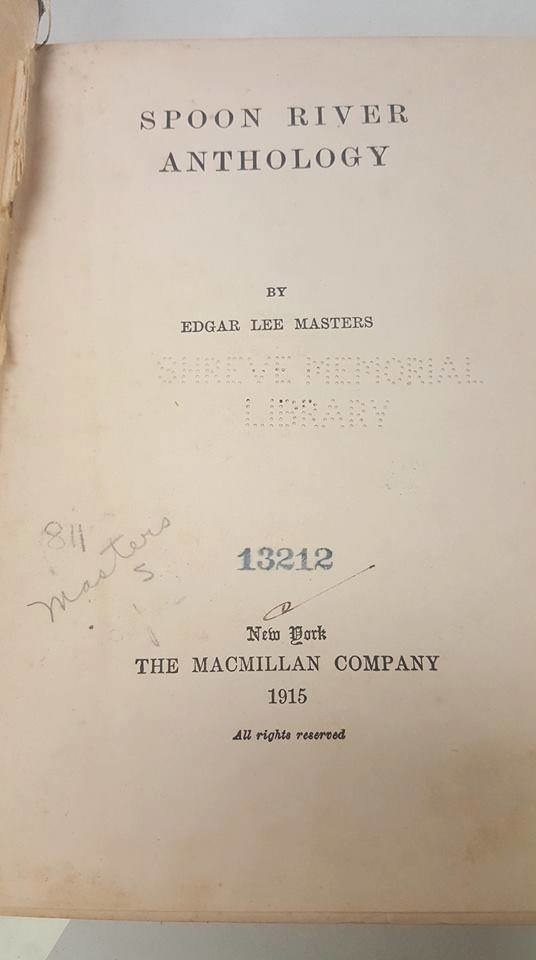 SPOON RIVER
ANTHOLOGY
BY
EDGAR LEE MASTERS
SHREVE MEMORIAL
LIBRARY
811
Masters
S
13212
New York
THE MACMILLAN COMPANY
1915
All rights reserved